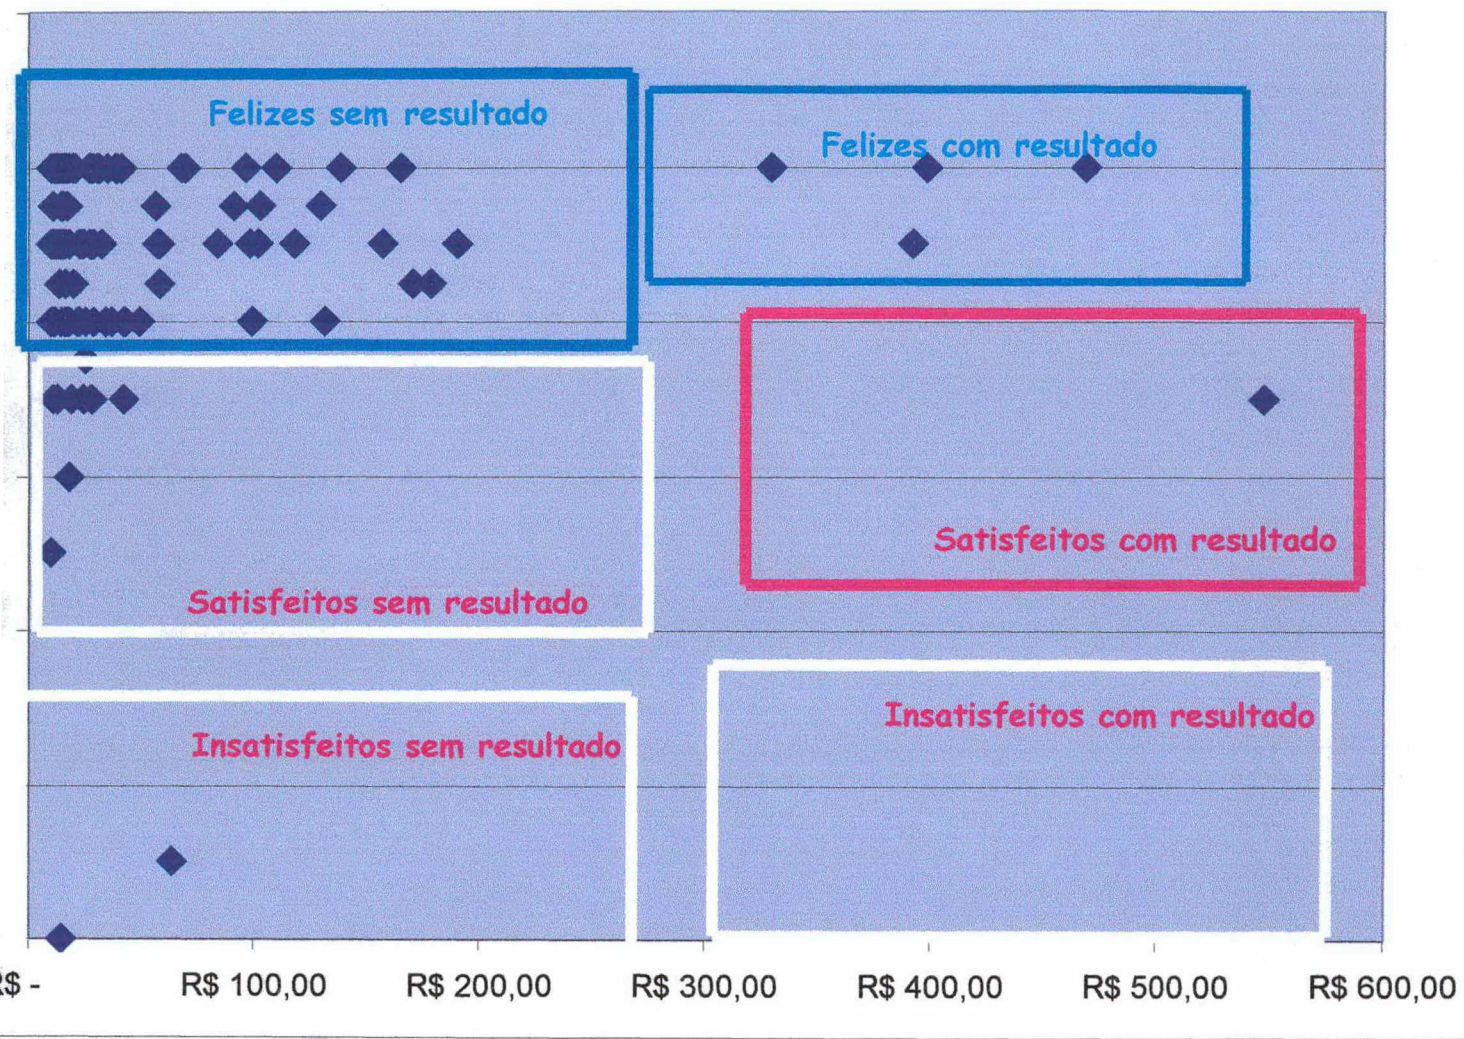 Felizes sem resultado
Felizes com resultado
Satisfeitos com resultado
Satisfeitos sem resultado
Insatisfeitos com resultado
Insatisfeitos sem resultado
R$ -
R$ 100,00
R$ 200,00
R$ 300,00
R$ 400,00
R$ 500,00
R$ 600,00